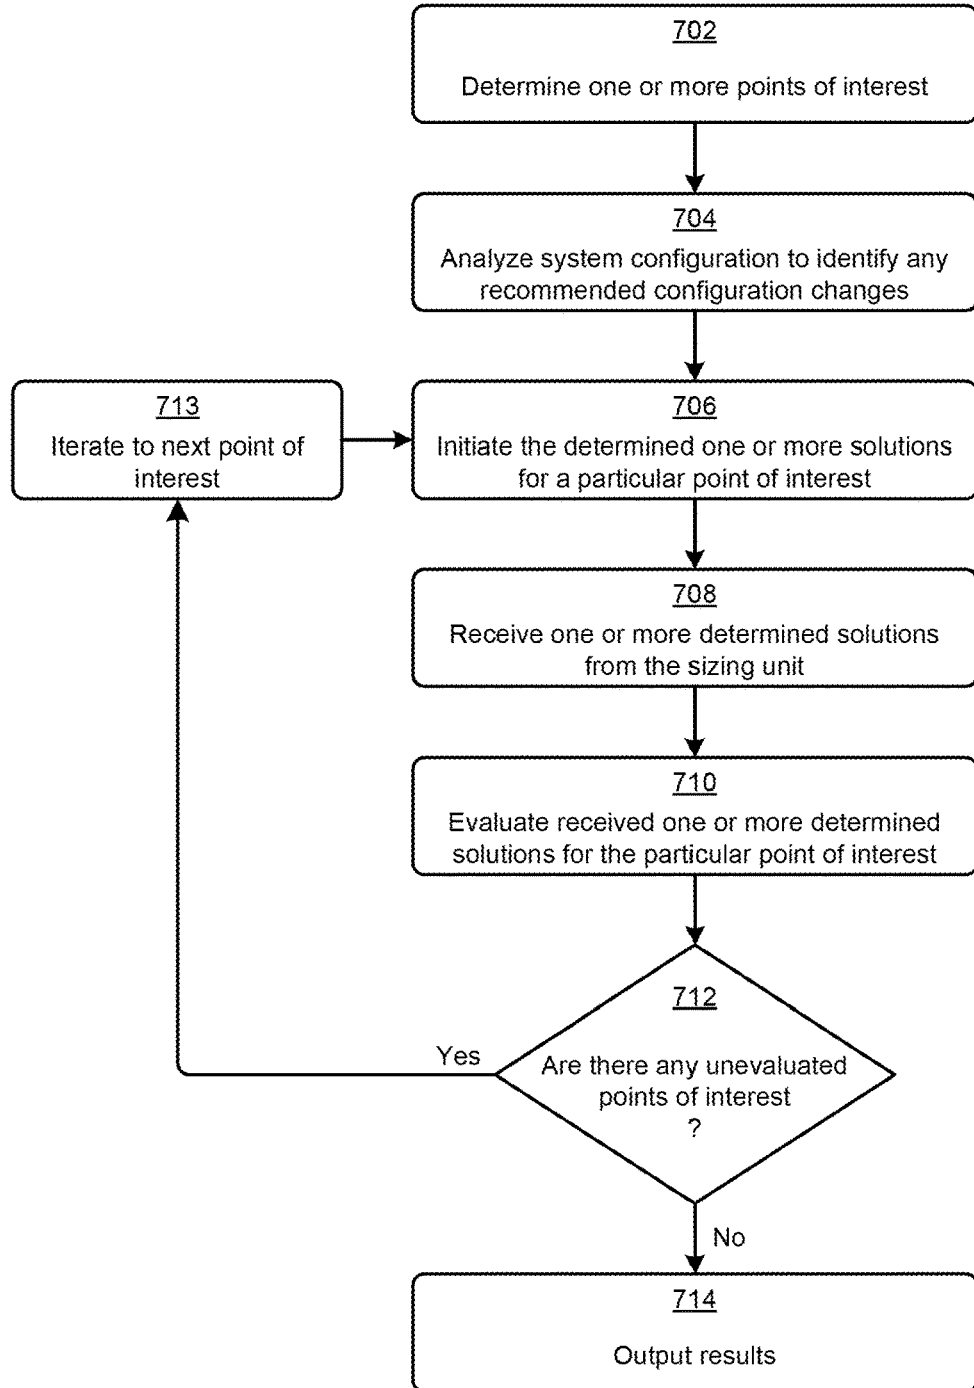 702
Determine one or more points of interest
704
Analyze system configuration to identify any
recommended configuration changes
713
Iterate to next point of
interest
706
Initiate the determined one or more solutions
for a particular point of interest
708
Receive one or more determined solutions
from the sizing unit
710
Evaluate received one or more determined
solutions for the particular point of interest
712
Are there any unevaluated
points of interest
?
Yes
No
714
Output results